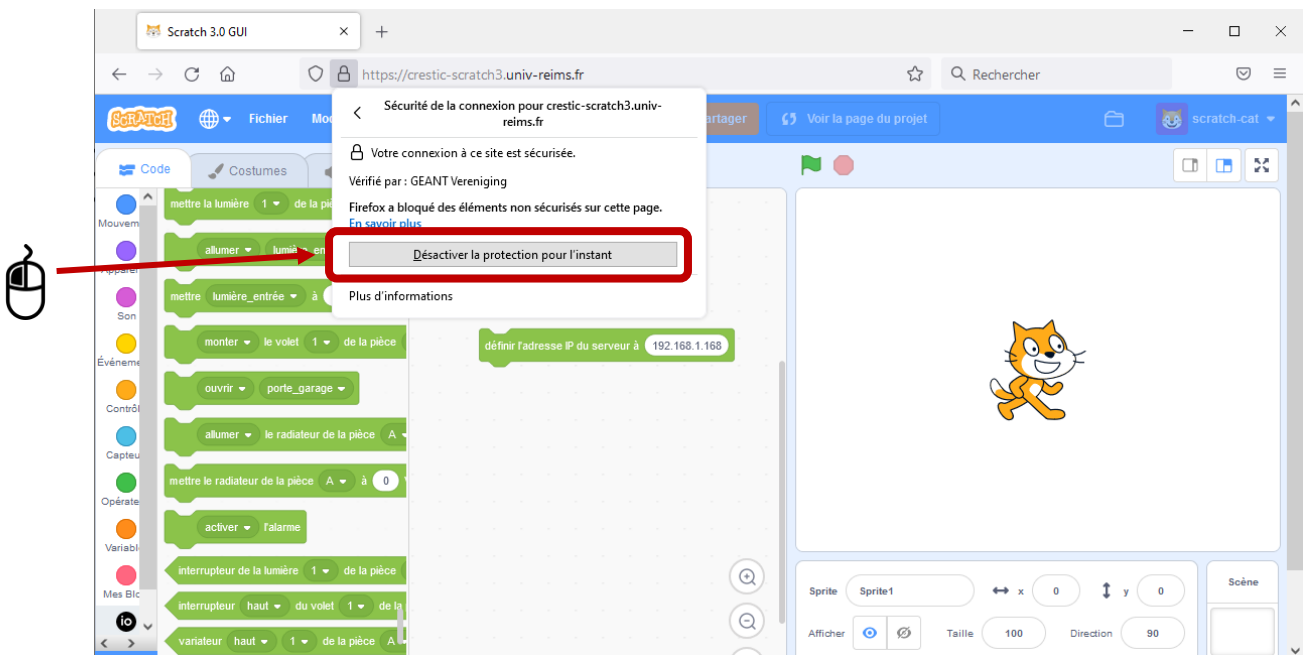 Scratch 3.0 GUI
https://crestic-scratch3.univ-reims.fr
Rechercher
SCRATCH
Fichier
Voir la page du projet
scratch-cat
Sécurité de la connexion pour crestic-scratch3.univ-
reims.fr
Votre connexion à ce site est sécurisée.
Vérifié par : GEANT Vereniging
Firefox a bloqué des éléments non sécurisés sur cette page.
En savoir plus
Désactiver la protection pour l'instant
Plus d'informations
Code
Costumes
Mouvem
Son
Événeme
Contrôl
Capteu
Opérate
Variabl
Mes Blo
io
mettre la lumière 1 de la piè
allumer lumière_en
mettre lumière_entrée à
monter le volet 1 de la pièce
ouvrir porte_garage
allumer le radiateur de la pièce A
mettre le radiateur de la pièce A à 0
activer l'alarme
interrupteur de la lumière 1 de la pièce
interrupteur haut du volet 1 de la
variateur haut 1 de la pièce A
définir l'adresse IP du serveur à 192.168.1.168
Sprite Sprite1 x 0 y 0
Afficher Taille 100 Direction 90
Scène